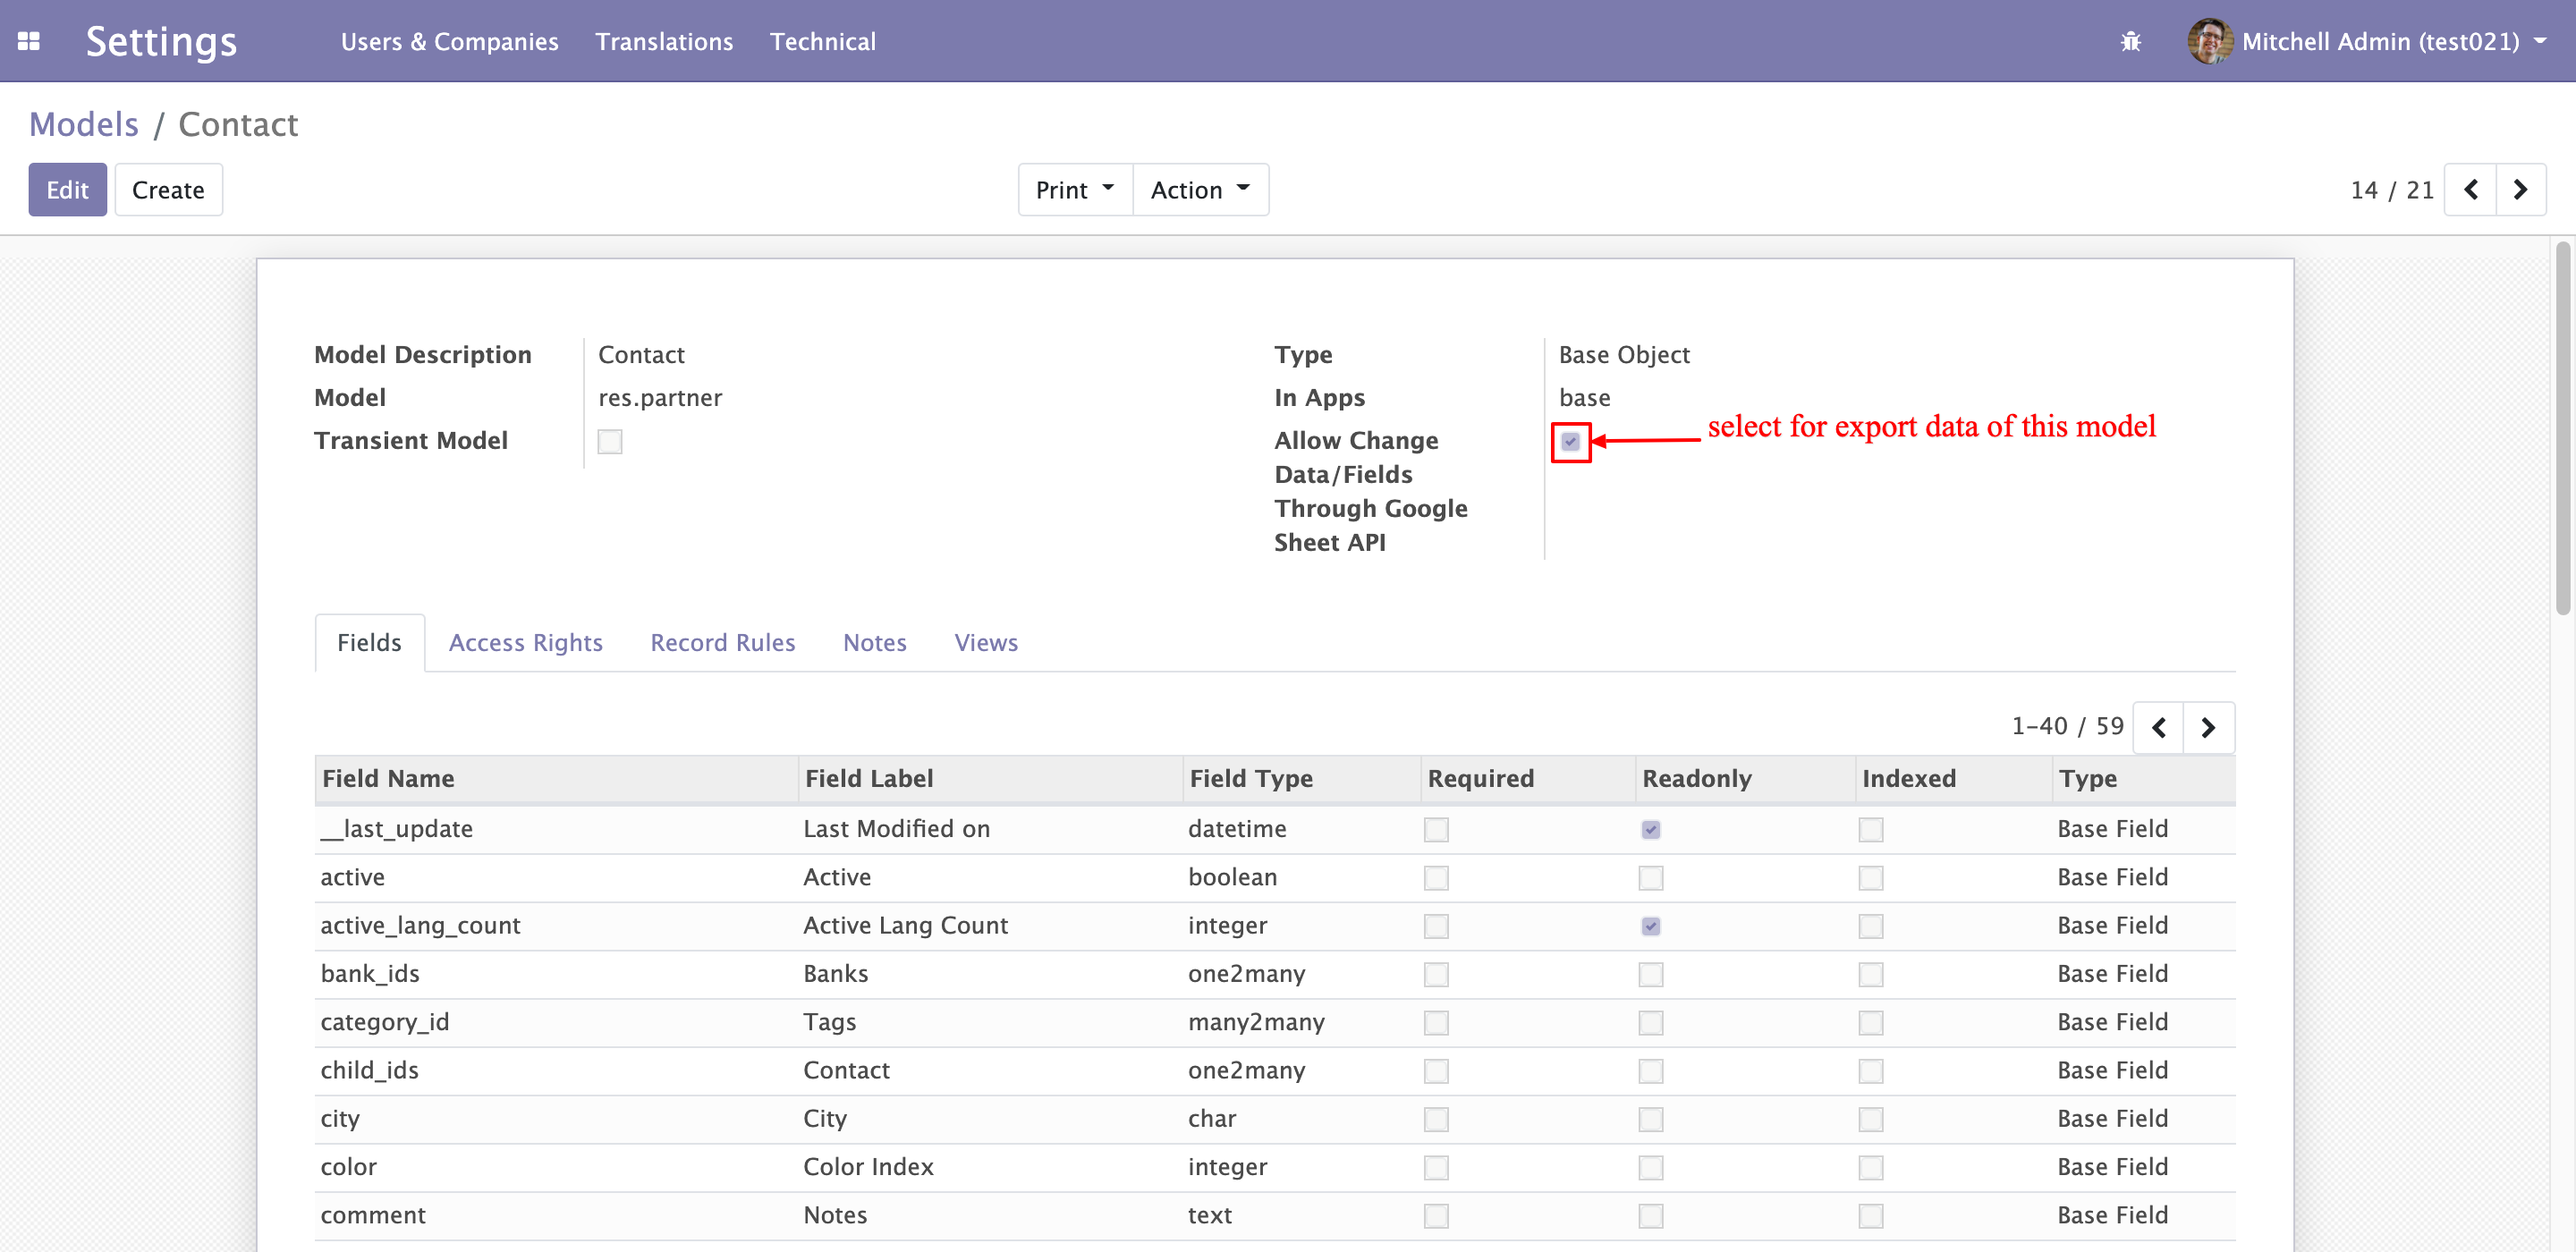 Settings Users & Companies Translations Technical Mitchell Admin (test021)
Models / Contact
Edit Create Print Action 14 / 21
Model Description Contact Type Base Object
Model res.partner In Apps base
Transient Model Allow Change select for export data of this model
Data/Fields
Through Google
Sheet API
Fields Access Rights Record Rules Notes Views
1-40 / 59
Field Name Field Label Field Type Required Readonly Indexed Type
__last_update Last Modified on datetime Base Field
active Active boolean Base Field
active_lang_count Active Lang Count integer Base Field
bank_ids Banks one2many Base Field
category_id Tags many2many Base Field
child_ids Contact one2many Base Field
city City char Base Field
color Color Index integer Base Field
comment Notes text Base Field